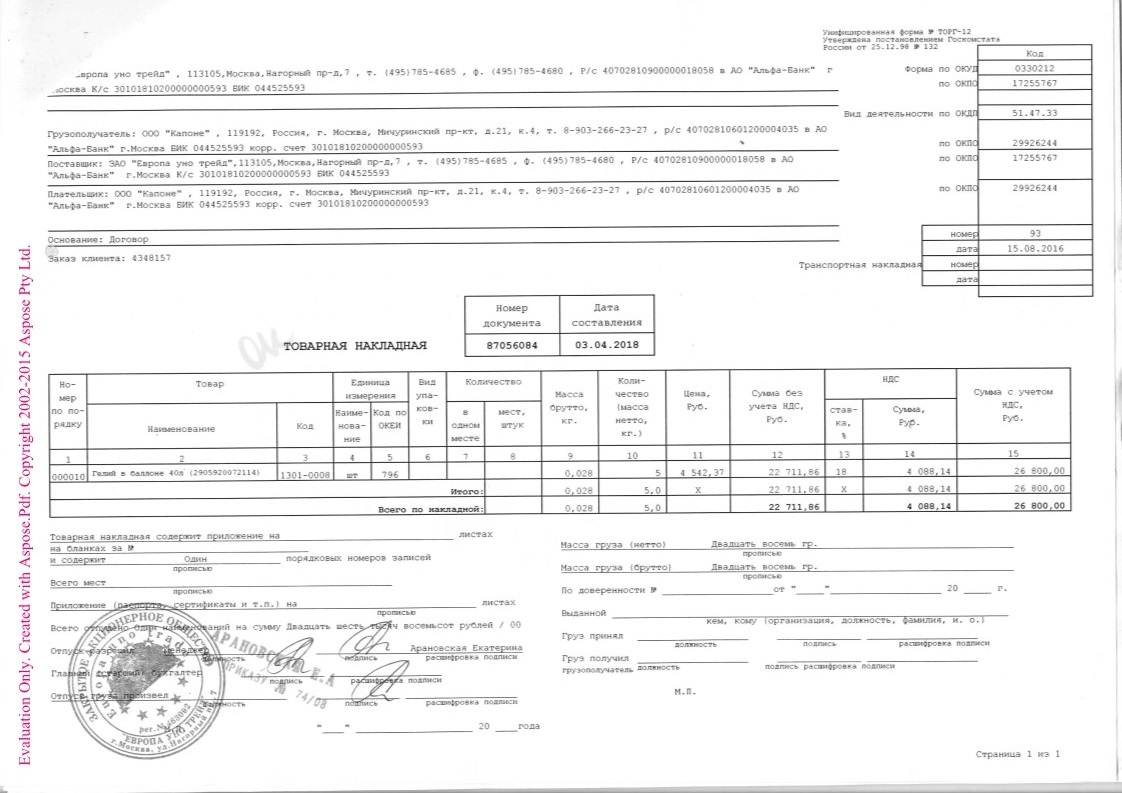 Унифицированная форма № ТОРГ-12
Утверждена постановлением Госкомстата
России от 25.12.98 № 132
Код
Форма по ОКУД 0330212
Европа уно трейд" , 113105,Москва,Нагорный пр-д,7 , т. (495)785-4685 , ф. (495)785-4680 , Р/с 40702810900000018058 в АО "Альфа-Банк" г
по ОКПО 17255767
Москва К/с 30101810200000000593 БИК 044525593
Вид деятельности по ОКДП 51.47.33
Грузополучатель: ООО "Капоне" , 119192, Россия, г. Москва, Мичуринский пр-кт, д.21, к.4, т. 8-903-266-23-27 , р/с 40702810601200004035 в АО
"Альфа-Банк" г.Москва БИК 044525593 корр. счет 30101810200000000593
по ОКПО 29926244
Поставщик: ЗАО "Европа уно трейд",113105,Москва,Нагорный пр-д,7 , т. (495)785-4685 , ф. (495)785-4680 , Р/с 40702810900000018058 в АО
по ОКПО 17255767
"Альфа-Банк" г.Москва К/с 30101810200000000593 БИК 044525593
Плательщик: ООО "Капоне" , 119192, Россия, г. Москва, Мичуринский пр-кт, д.21, к.4, т. 8-903-266-23-27 , р/с 40702810601200004035 в АО
по ОКПО 29926244
"Альфа-Банк" г.Москва БИК 044525593 корр. счет 30101810200000000593
Основание: Договор
номер 93
дата 15.08.2016
Заказ клиента: 4348157
Транспортная накладная номер
дата
Номер документа Дата составления
ТОВАРНАЯ НАКЛАДНАЯ 87056084 03.04.2018
Но-мер по по-рядку Товар Единица измерения Вид упа-ков-ки Количество Масса брутто, кг. Коли-чество (масса нетто, кг.) Цена, Руб. Сумма без учета НДС, Руб. НДС Сумма с учетом НДС, Руб.
Наименование Код Наиме-нова-ние Код по ОКЕИ в одном месте мест, штук став-ка, % Сумма, Руб.
1 2 3 4 5 6 7 8 9 10 11 12 13 14 15
000010 Гелий в баллоне 40л (2905920072114) 1301-0008 шт 796 0,028 5 4 542,37 22 711,86 18 4 088,14 26 800,00
Итого: 0,028 5,0 X 22 711,86 X 4 088,14 26 800,00
Всего по накладной: 0,028 5,0 22 711,86 4 088,14 26 800,00
Товарная накладная содержит приложение на листах
на бланках за №
и содержит Один порядковых номеров записей
прописью
Всего мест
прописью
Приложение (паспорта, сертификаты и т.п.) на листах
прописью
Всего отпущено Один наименований на сумму Двадцать шесть тысяч восемьсот рублей / 00
Отпуск разрешил Менеджер Арановская Екатерина
должность подпись расшифровка подписи
Главный (старший) бухгалтер
подпись расшифровка подписи
Отпуск груза произвел
должность подпись расшифровка подписи
" " 20 года
Масса груза (нетто) Двадцать восемь гр.
прописью
Масса груза (брутто) Двадцать восемь гр.
прописью
По доверенности № от " " 20 г.
Выданной
кем, кому (организация, должность, фамилия, и. о.)
Груз принял
должность подпись расшифровка подписи
Груз получил
грузополучатель должность подпись расшифровка подписи
М.П.
ЗАКРЫТОЕ АКЦИОНЕРНОЕ ОБЩЕСТВО
Europa uno trade
"ЕВРОПА УНО ТРЕЙД"
г.Москва, ул.Нагорный
АРАНОВСКАЯ Е.А
ПРИКАЗУ № 74/08
Страница 1 из 1
Evaluation Only. Created with Aspose.Pdf. Copyright 2002-2015 Aspose Pty Ltd.